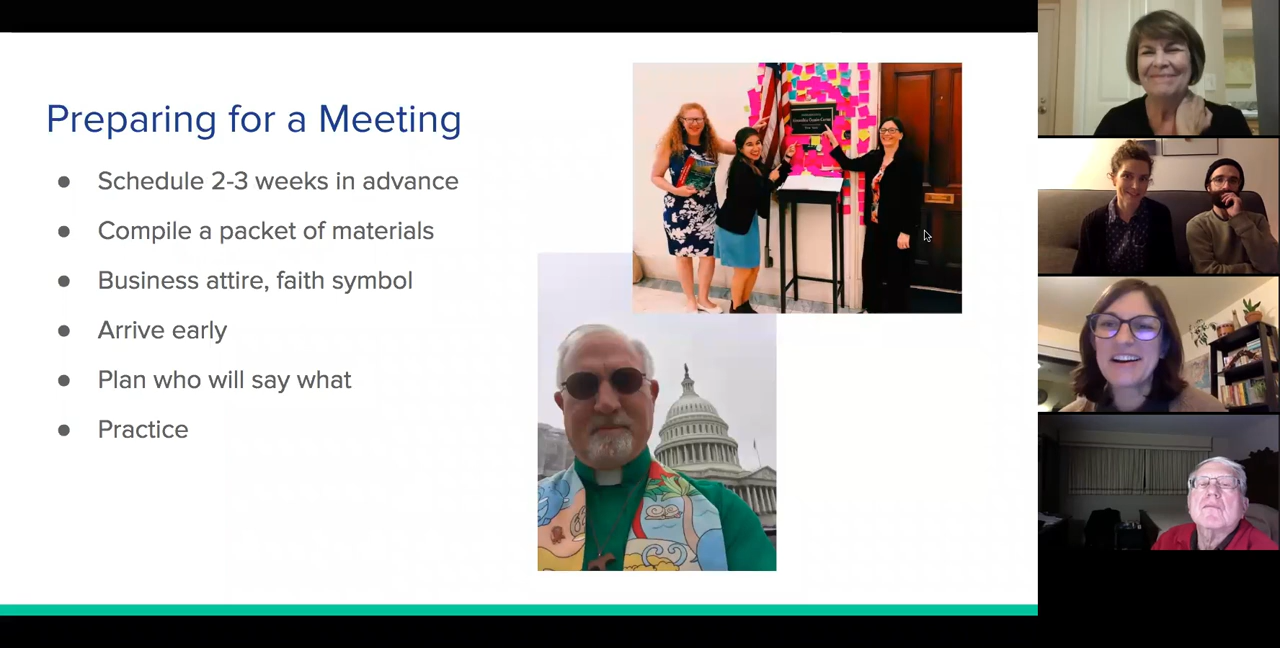 Preparing for a Meeting
● Schedule 2-3 weeks in advance
● Compile a packet of materials
● Business attire, faith symbol
● Arrive early
● Plan who will say what
● Practice